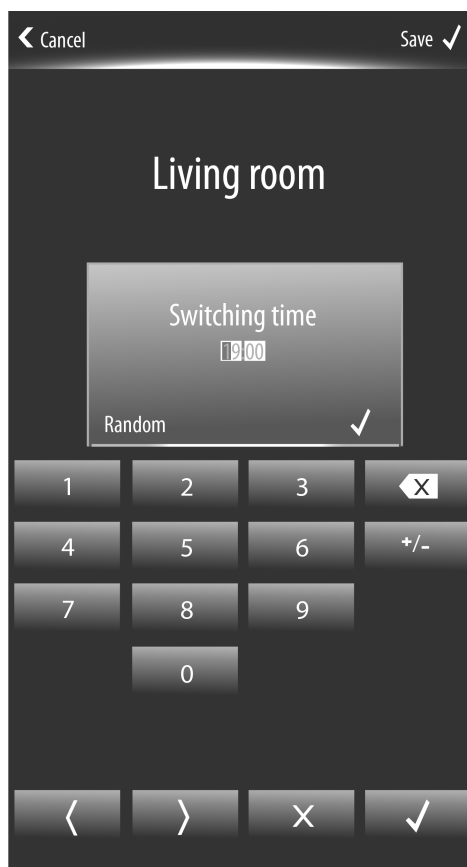 Cancel Save
Living room
Switching time
19:00
Random
1 2 3 X
4 5 6 +/-
7 8 9
0
X